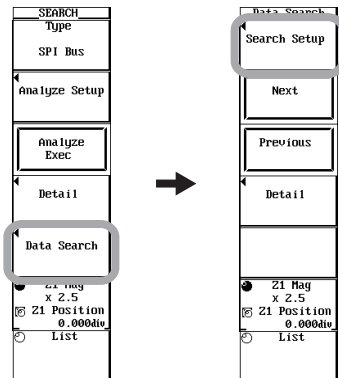 SEARCH
Type
SPI Bus
Analyze Setup
Analyze
Exec
Detail
Data Search
Z1 Mag
x 2.5
Z1 Position
0.000div
List
Data Search
Search Setup
Next
Previous
Detail
Z1 Mag
x 2.5
Z1 Position
0.000div
List